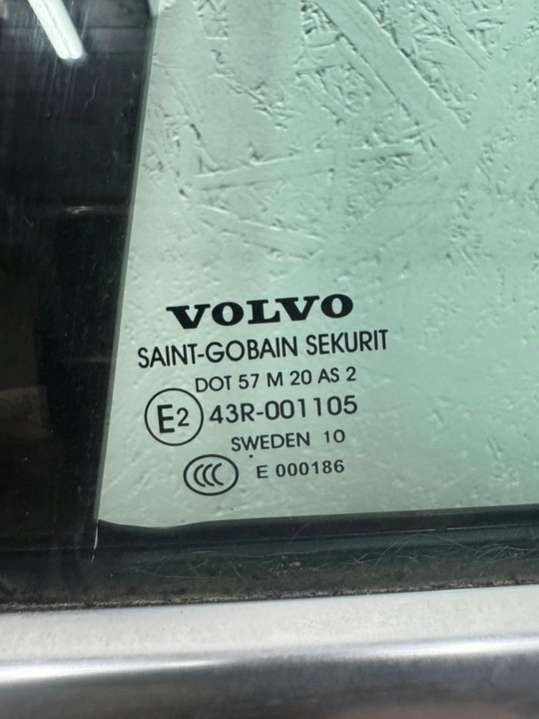 VOLVO
SAINT-GOBAIN SEKURIT
DOT 57 M 20 AS 2
E2 43R-001105
SWEDEN 10
CCC E 000186